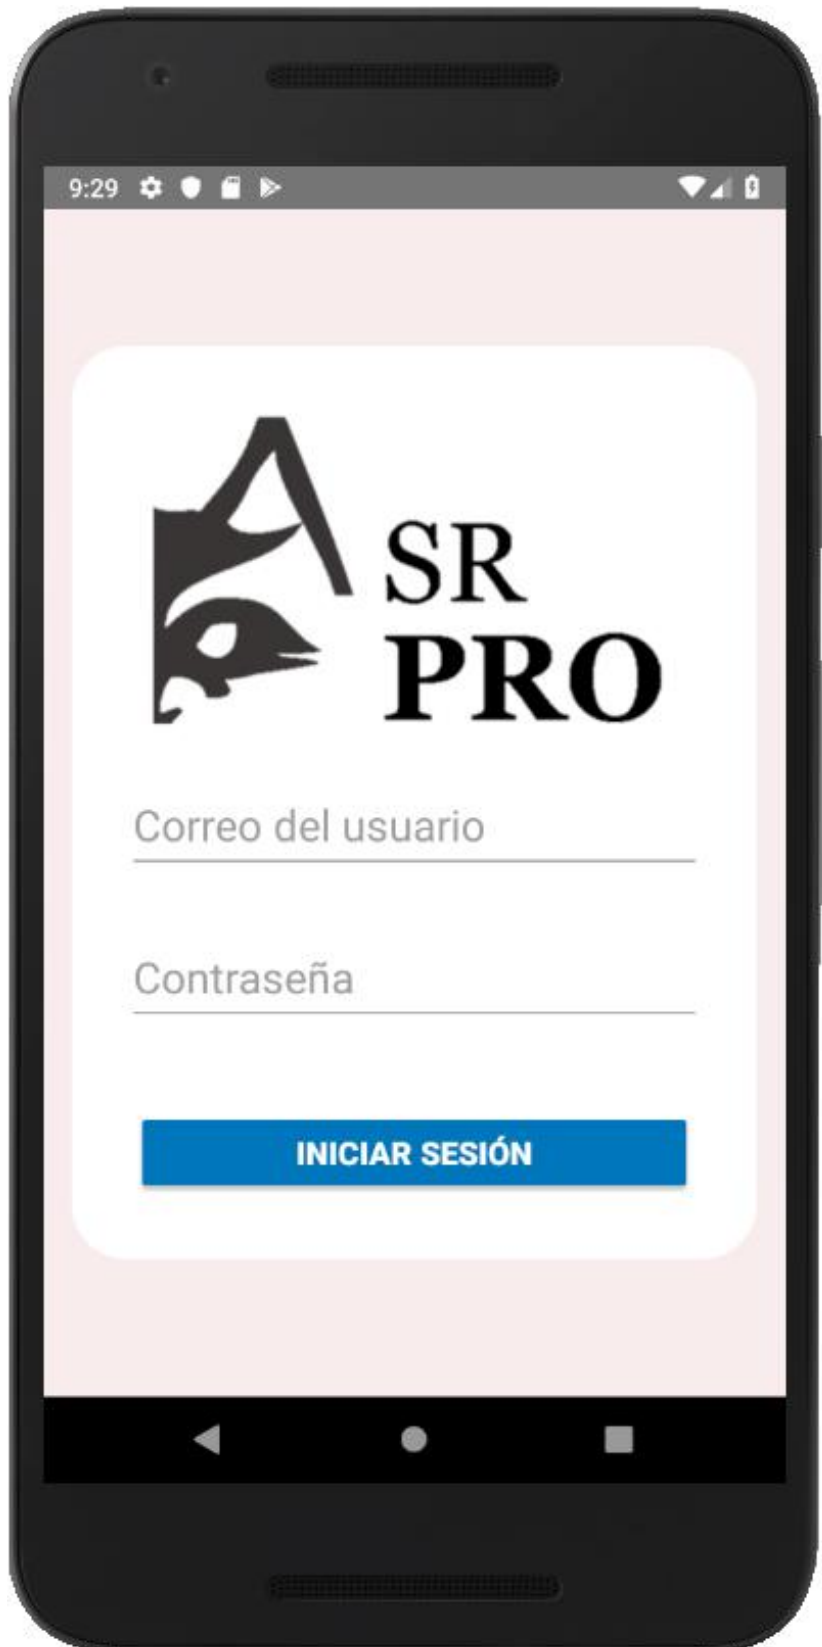 9:29
A SR
PRO
Correo del usuario
Contraseña
INICIAR SESIÓN